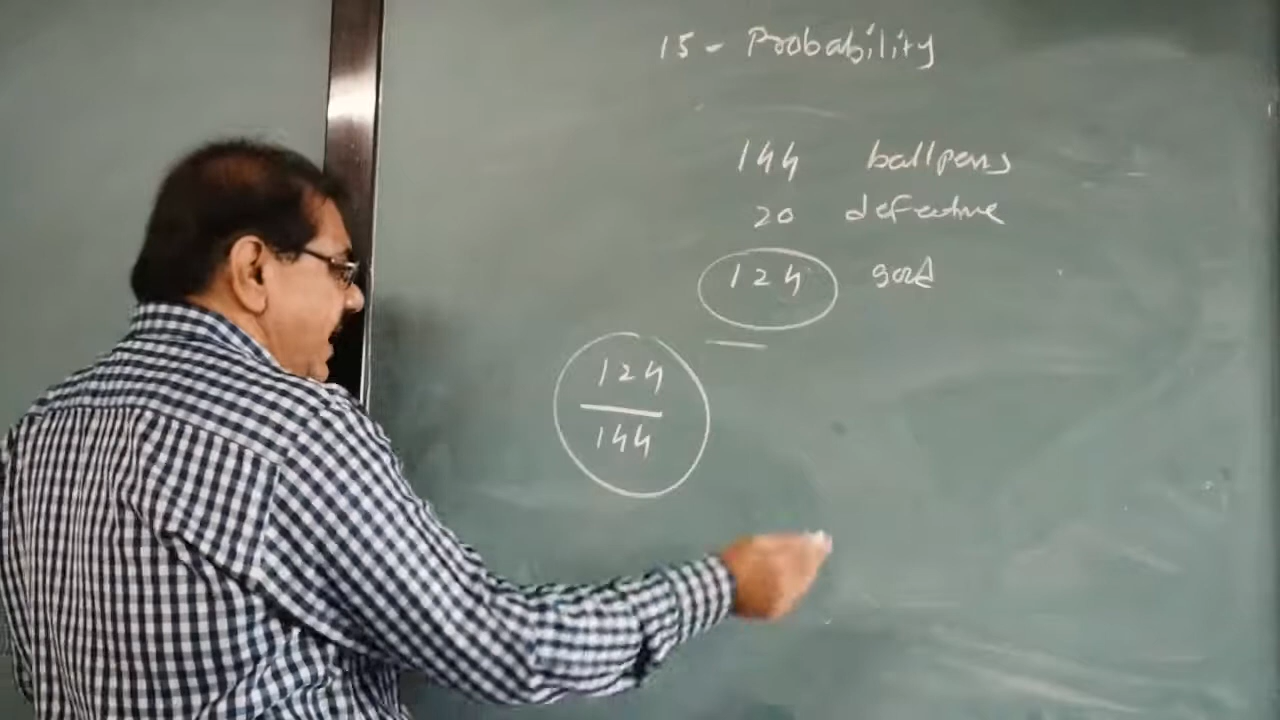 15 - Probability
144 ballpens
20 defective
124 good
124
144